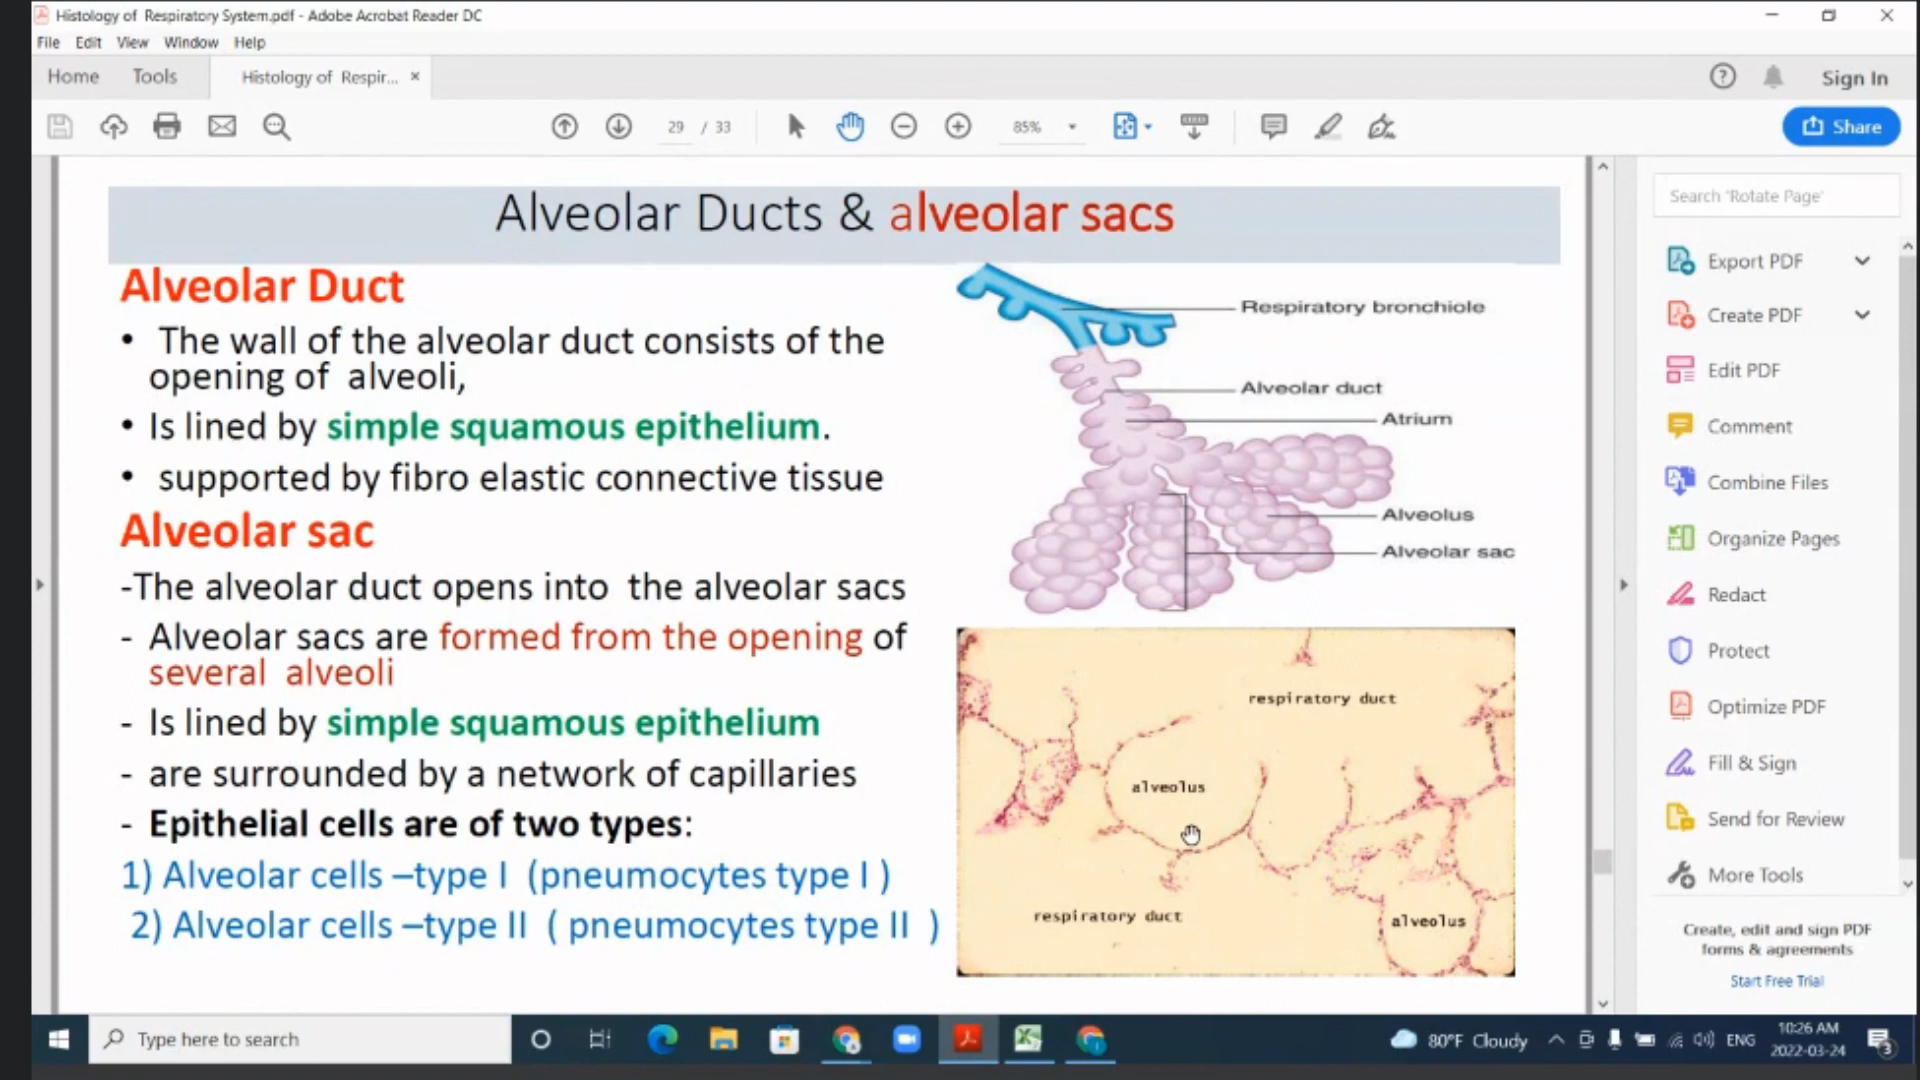 Histology of Respiratory System.pdf - Adobe Acrobat Reader DC
File Edit View Window Help
Home Tools Histology of Respir... ×
Sign In
29 / 33 85%
Share
Alveolar Ducts & alveolar sacs
Alveolar Duct
• The wall of the alveolar duct consists of the
opening of alveoli,
• Is lined by simple squamous epithelium.
• supported by fibro elastic connective tissue
Alveolar sac
-The alveolar duct opens into the alveolar sacs
- Alveolar sacs are formed from the opening of
several alveoli
- Is lined by simple squamous epithelium
- are surrounded by a network of capillaries
- Epithelial cells are of two types:
1) Alveolar cells –type I (pneumocytes type I )
2) Alveolar cells –type II ( pneumocytes type II )
Respiratory bronchiole
Alveolar duct
Atrium
Alveolus
Alveolar sac
respiratory duct
alveolus
respiratory duct
alveolus
Search 'Rotate Page'
Export PDF
Create PDF
Edit PDF
Comment
Combine Files
Organize Pages
Redact
Protect
Optimize PDF
Fill & Sign
Send for Review
More Tools
Create, edit and sign PDF
forms & agreements
Start Free Trial
Type here to search
80°F Cloudy
ENG
10:26 AM
2022-03-24
3